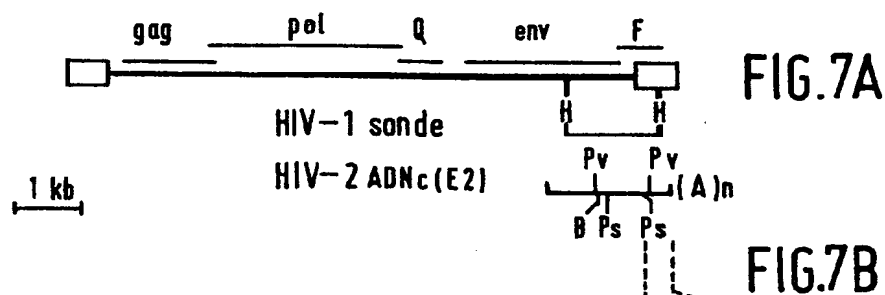 gag pol Q env F
FIG.7A
H H
HIV-1 sonde
Pv Pv
HIV-2 ADNc(E2) (A)n
1 kb
B Ps Ps
FIG.7B